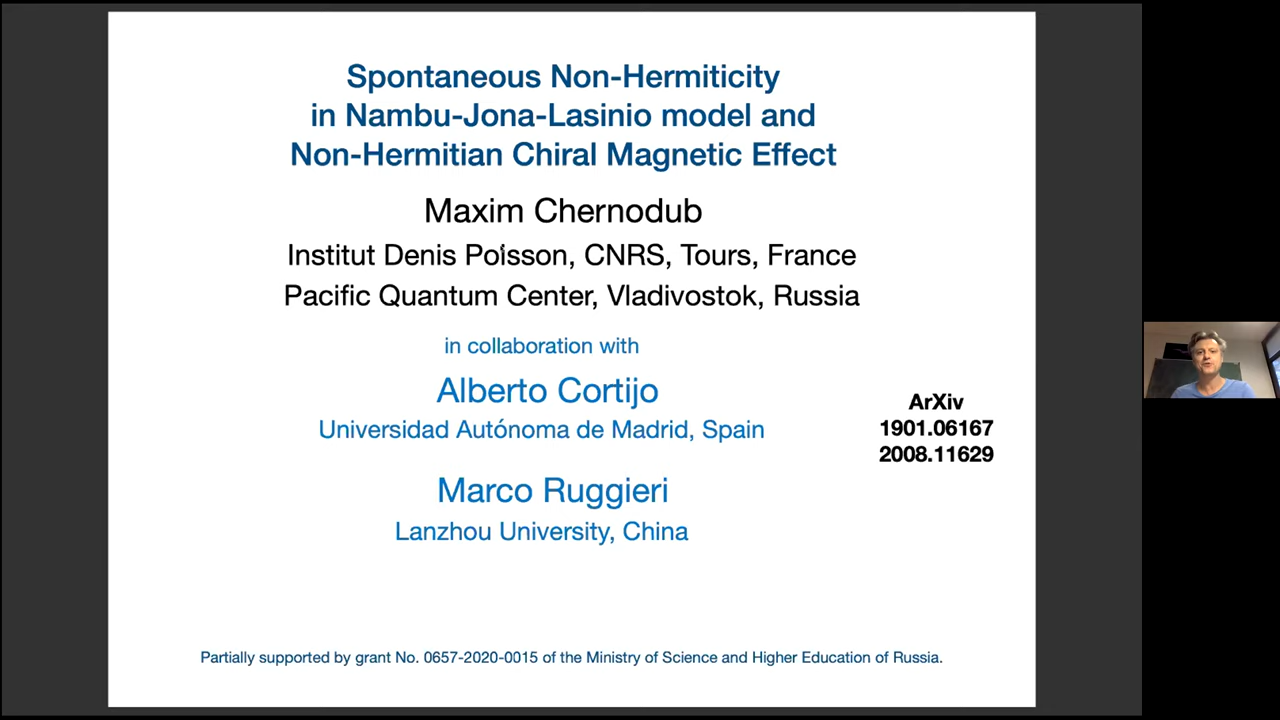 Spontaneous Non-Hermiticity
in Nambu-Jona-Lasinio model and
Non-Hermitian Chiral Magnetic Effect
Maxim Chernodub
Institut Denis Poisson, CNRS, Tours, France
Pacific Quantum Center, Vladivostok, Russia
in collaboration with
Alberto Cortijo
Universidad Autónoma de Madrid, Spain
ArXiv
1901.06167
2008.11629
Marco Ruggieri
Lanzhou University, China
Partially supported by grant No. 0657-2020-0015 of the Ministry of Science and Higher Education of Russia.